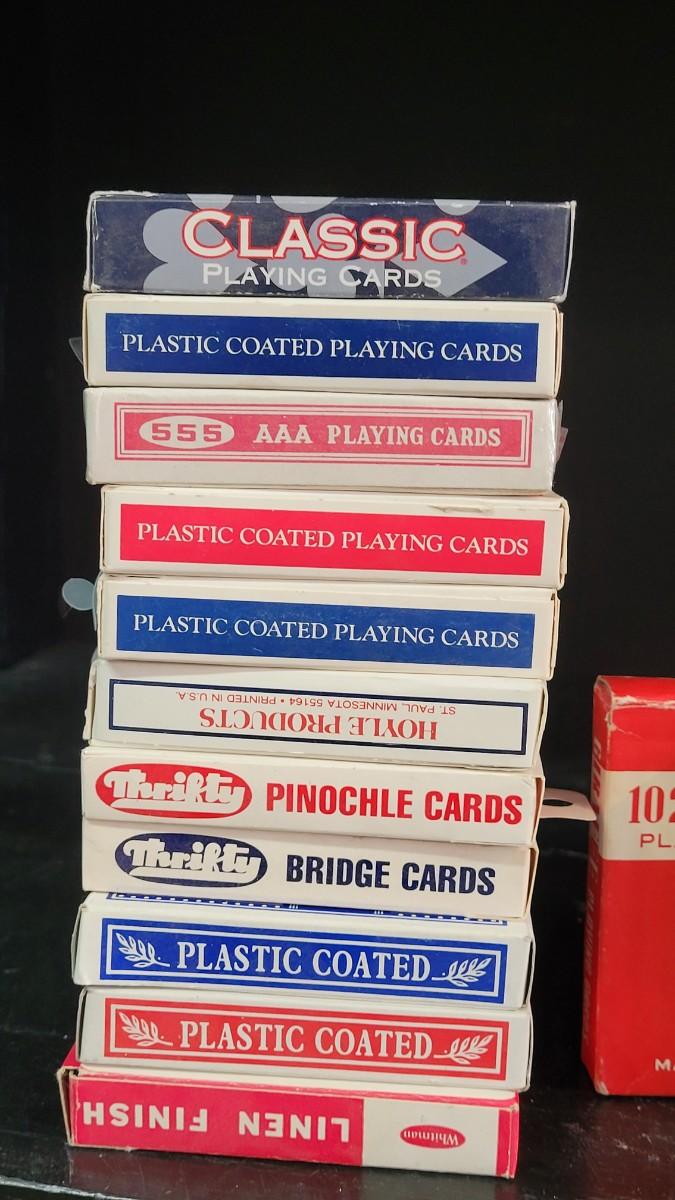 CLASSIC
PLAYING CARDS
PLASTIC COATED PLAYING CARDS
555 AAA PLAYING CARDS
PLASTIC COATED PLAYING CARDS
PLASTIC COATED PLAYING CARDS
HOYLE PRODUCTS
ST. PAUL, MINNESOTA 55164 • PRINTED IN U.S.A.
Thrifty PINOCHLE CARDS
Thrifty BRIDGE CARDS
PLASTIC COATED
PLASTIC COATED
Whitman LINEN FINISH
102
PL
M